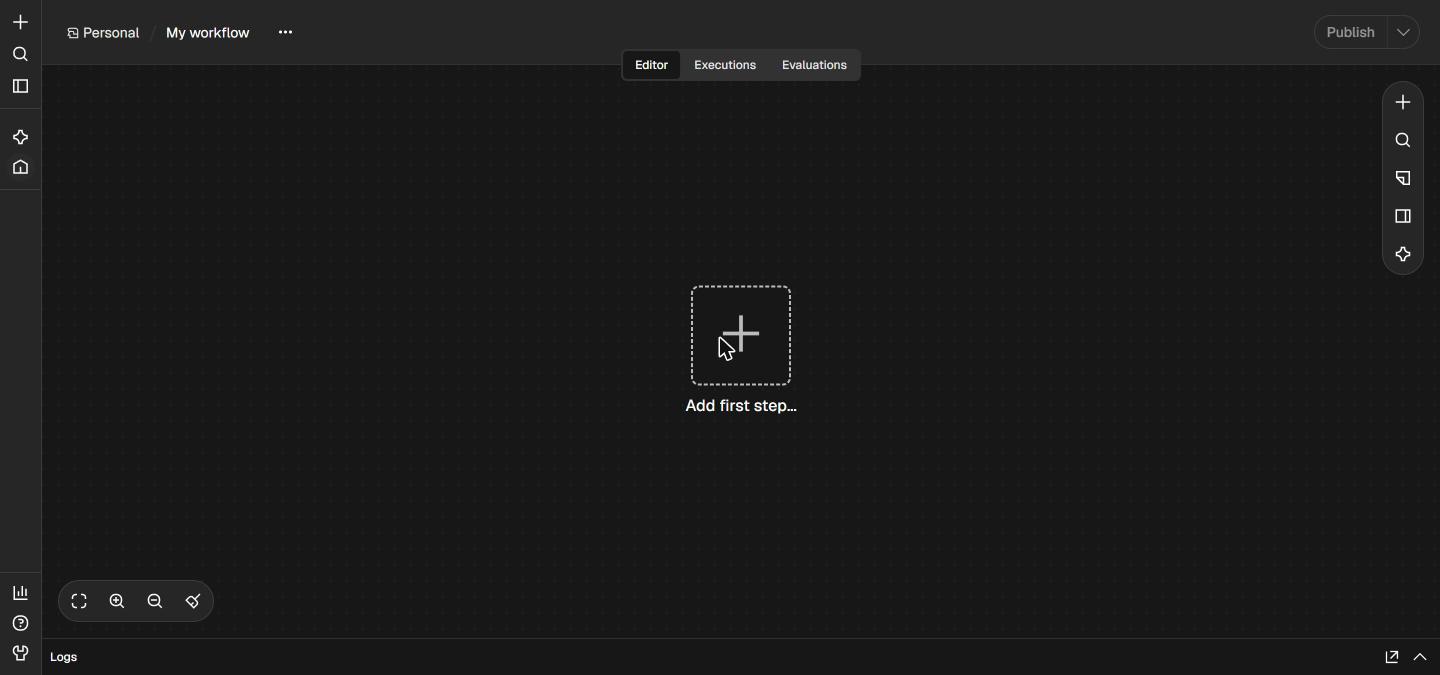 Personal / My workflow
Publish
Editor Executions Evaluations
Add first step...
Logs